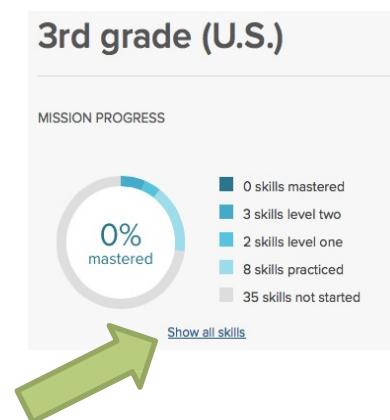 3rd grade (U.S.)
MISSION PROGRESS
0%
mastered
0 skills mastered
3 skills level two
2 skills level one
8 skills practiced
35 skills not started
Show all skills